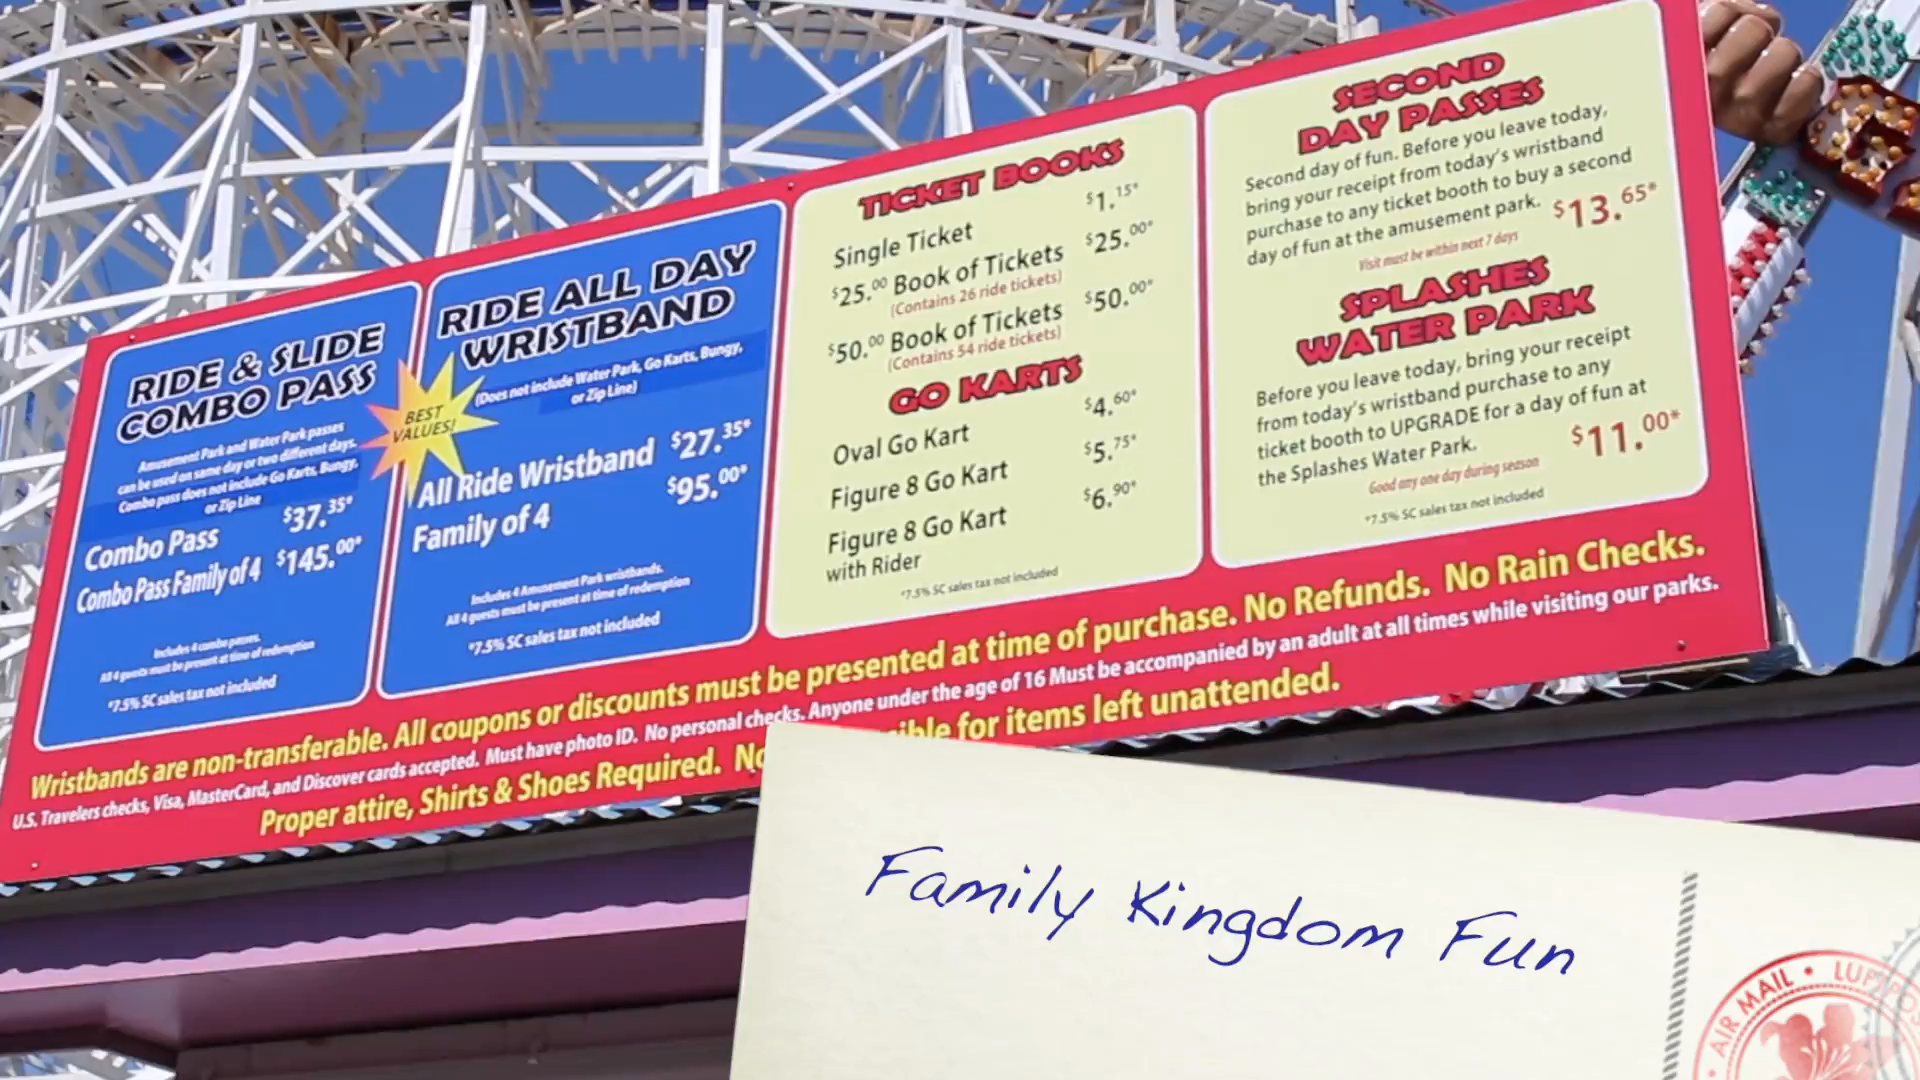 RIDE & SLIDE
COMBO PASS
Amusement Park and Water Park passes
can be used on same day or two different days.
Combo pass does not include Go Karts, Bungy,
or Zip Line
Combo Pass $37.35*
Combo Pass Family of 4 $145.00*
Includes 4 combo passes.
All 4 guests must be present at time of redemption
*7.5% SC sales tax not included
BEST
VALUES!
RIDE ALL DAY
WRISTBAND
(Does not include Water Park, Go Karts, Bungy,
or Zip Line)
All Ride Wristband $27.35*
Family of 4 $95.00*
Includes 4 Amusement Park wristbands.
All 4 guests must be present at time of redemption
*7.5% SC sales tax not included
TICKET BOOKS
Single Ticket $1.15*
$25.00 Book of Tickets $25.00*
(Contains 26 ride tickets)
$50.00 Book of Tickets $50.00*
(Contains 54 ride tickets)
GO KARTS
Oval Go Kart $4.60*
Figure 8 Go Kart $5.75*
Figure 8 Go Kart $6.90*
with Rider
*7.5% SC sales tax not included
SECOND
DAY PASSES
Second day of fun. Before you leave today,
bring your receipt from today's wristband
purchase to any ticket booth to buy a second
day of fun at the amusement park. $13.65*
Visit must be within next 7 days
SPLASHES
WATER PARK
Before you leave today, bring your receipt
from today's wristband purchase to any
ticket booth to UPGRADE for a day of fun at
the Splashes Water Park. $11.00*
Good any one day during season
*7.5% SC sales tax not included
Wristbands are non-transferable. All coupons or discounts must be presented at time of purchase. No Refunds. No Rain Checks.
U.S. Travelers checks, Visa, MasterCard, and Discover cards accepted. Must have photo ID. No personal checks. Anyone under the age of 16 Must be accompanied by an adult at all times while visiting our parks.
Proper attire, Shirts & Shoes Required. for items left unattended.
Family Kingdom Fun
AIR MAIL